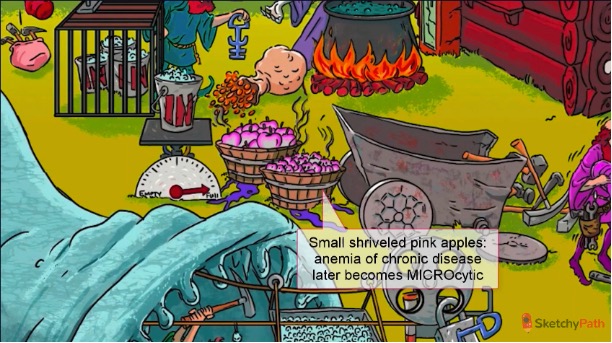 EMPTY
FULL
Small shriveled pink apples:
anemia of chronic disease
later becomes MICROcytic
SketchyPath